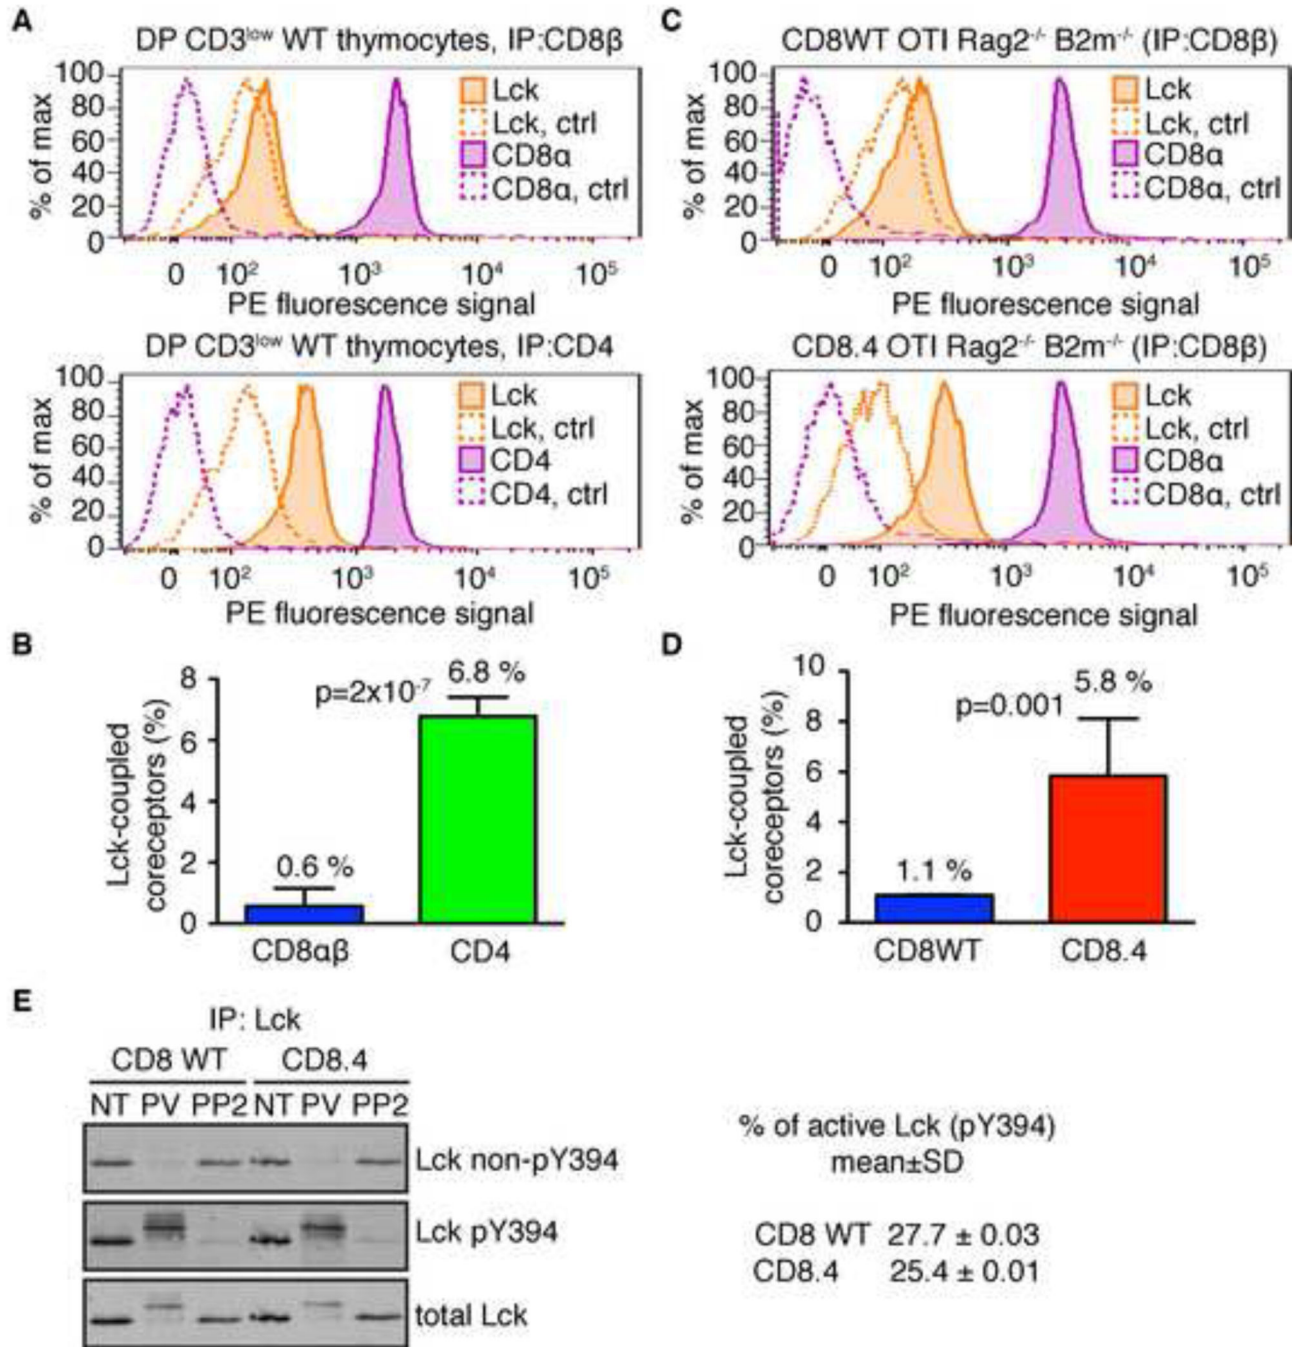 A
DP CD3low WT thymocytes, IP:CD8β
% of max
100
80
60
40
20
0
Lck
Lck, ctrl
CD8α
CD8α, ctrl
0 10² 10³ 10⁴ 10⁵
PE fluorescence signal
DP CD3low WT thymocytes, IP:CD4
% of max
100
80
60
40
20
0
Lck
Lck, ctrl
CD4
CD4, ctrl
0 10² 10³ 10⁴ 10⁵
PE fluorescence signal
B
Lck-coupled
coreceptors (%)
8
6
4
2
0
p=2x10⁻⁷
6.8 %
0.6 %
CD8αβ CD4
C
CD8WT OTI Rag2⁻/⁻ B2m⁻/⁻ (IP:CD8β)
% of max
100
80
60
40
20
0
Lck
Lck, ctrl
CD8α
CD8α, ctrl
0 10² 10³ 10⁴ 10⁵
PE fluorescence signal
CD8.4 OTI Rag2⁻/⁻ B2m⁻/⁻ (IP:CD8β)
% of max
100
80
60
40
20
0
Lck
Lck, ctrl
CD8α
CD8α, ctrl
0 10² 10³ 10⁴ 10⁵
PE fluorescence signal
D
Lck-coupled
coreceptors (%)
10
8
6
4
2
0
p=0.001
5.8 %
1.1 %
CD8WT CD8.4
E
IP: Lck
CD8 WT CD8.4
NT PV PP2 NT PV PP2
Lck non-pY394
Lck pY394
total Lck
% of active Lck (pY394)
mean±SD
CD8 WT 27.7 ± 0.03
CD8.4 25.4 ± 0.01